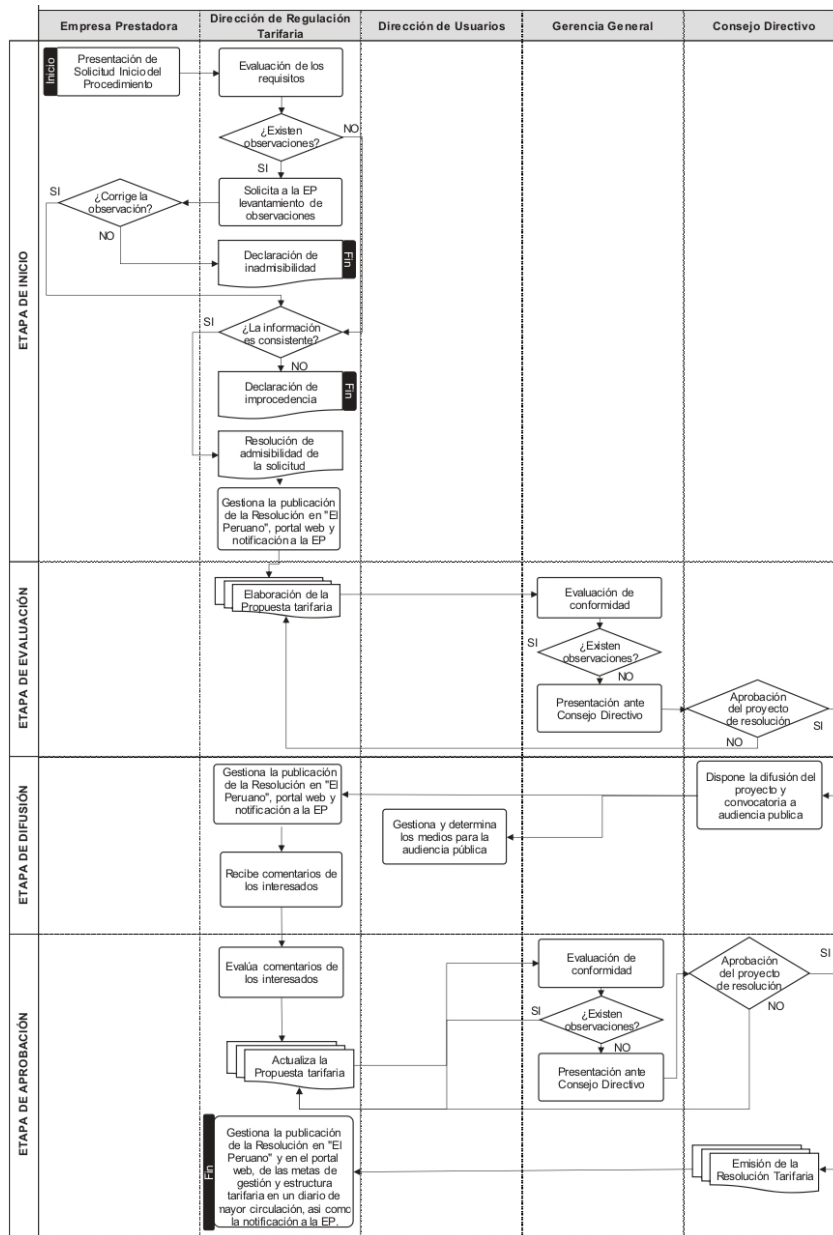 Empresa Prestadora
Dirección de Regulación
Tarifaria
Dirección de Usuarios
Gerencia General
Consejo Directivo
ETAPA DE INICIO
Inicio
Presentación de
Solicitud Inicio del
Procedimiento
Evaluación de los
requisitos
¿Existen
observaciones?
NO
SI
Solicita a la EP
levantamiento de
observaciones
SI
¿Corrige la
observación?
NO
Declaración de
inadmisibilidad
Fin
SI
¿La información
es consistente?
NO
Declaración de
improcedencia
Fin
Resolución de
admisibilidad de
la solicitud
Gestiona la publicación
de la Resolución en "El
Peruano", portal web y
notificación a la EP
ETAPA DE EVALUACIÓN
Elaboración de la
Propuesta tarifaria
Evaluación de
conformidad
SI
¿Existen
observaciones?
NO
Presentación ante
Consejo Directivo
Aprobación
del proyecto
de resolución
SI
NO
ETAPA DE DIFUSIÓN
Gestiona la publicación
de la Resolución en "El
Peruano", portal web y
notificación a la EP
Dispone la difusión del
proyecto y
convocatoria a
audiencia publica
Gestiona y determina
los medios para la
audiencia pública
Recibe comentarios de
los interesados
ETAPA DE APROBACIÓN
Evalúa comentarios de
los interesados
Evaluación de
conformidad
Aprobación
del proyecto
de resolución
SI
NO
SI
¿Existen
observaciones?
NO
Actualiza la
Propuesta tarifaria
Presentación ante
Consejo Directivo
Fin
Gestiona la publicación
de la Resolución en "El
Peruano" y en el portal
web, de las metas de
gestión y estructura
tarifaria en un diario de
mayor circulación, asi como
la notificación a la EP.
Emisión de la
Resolución Tarifaria